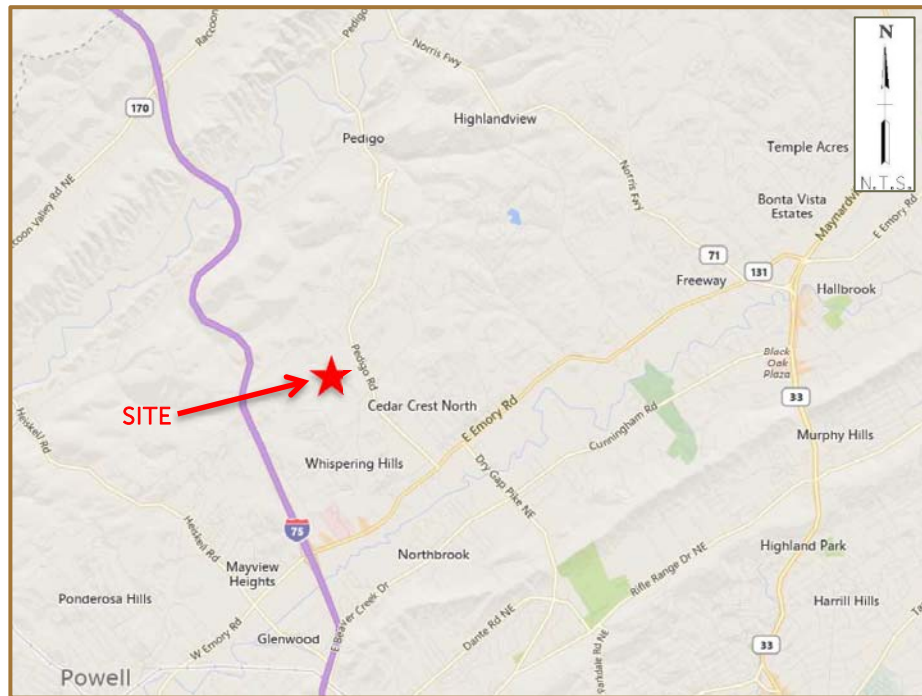 N
N.T.S.
Raccoon
Pedigo
Norris Fwy
170
Highlandview
Pedigo
Temple Acres
coon Valley Rd NE
Norris Fwy
Bonta Vista
Estates
Maynardvi
E Emory Rd
71
131
Freeway
Hallbrook
Pedigo Rd
Black
Oak
Plaza
SITE
33
Heiskell Rd
Cedar Crest North
E Emory Rd
Cunningham Rd
Murphy Hills
Whispering Hills
Dry Gap Pike NE
75
Heiskell Rd
Northbrook
Highland Park
Mayview
Heights
Rifle Range Dr NE
Ponderosa Hills
E Beaver Creek Dr
Harrill Hills
W Emory Rd
Glenwood
Dante Rd NE
parkdale Rd NE
33
Ta
Powell